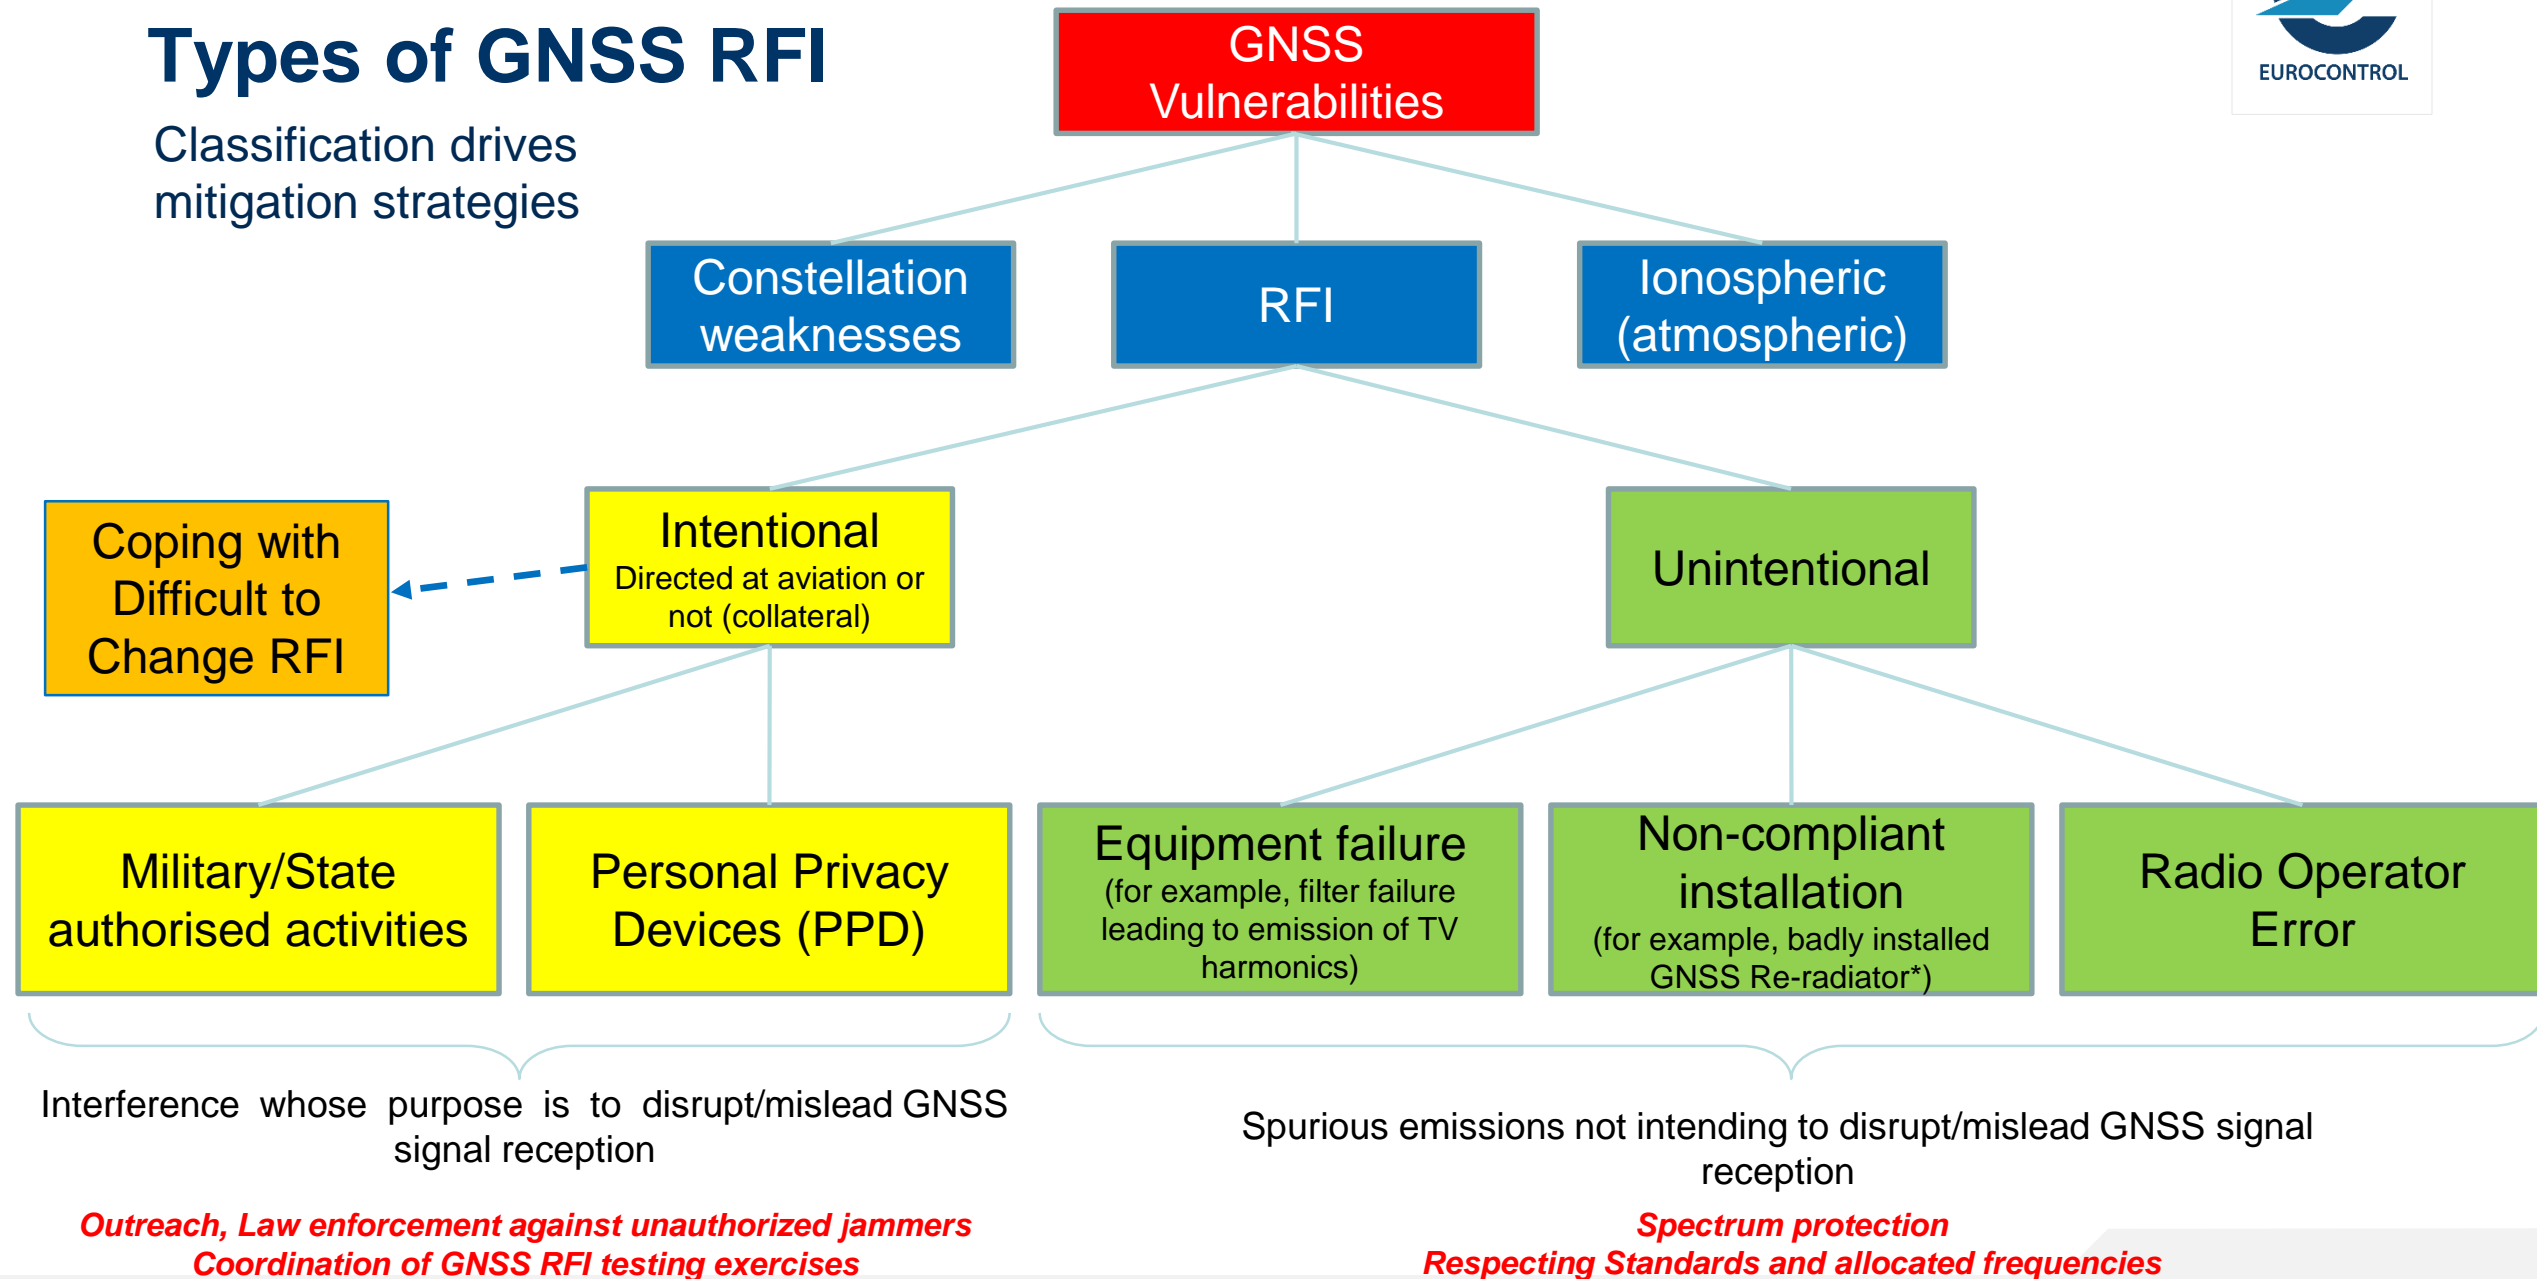 Types of GNSS RFI
Classification drives
mitigation strategies
EUROCONTROL
GNSS
Vulnerabilities
Constellation
weaknesses
RFI
Ionospheric
(atmospheric)
Coping with
Difficult to
Change RFI
Intentional
Directed at aviation or
not (collateral)
Unintentional
Military/State
authorised activities
Personal Privacy
Devices (PPD)
Equipment failure
(for example, filter failure
leading to emission of TV
harmonics)
Non-compliant
installation
(for example, badly installed
GNSS Re-radiator*)
Radio Operator
Error
Interference whose purpose is to disrupt/mislead GNSS
signal reception
Spurious emissions not intending to disrupt/mislead GNSS signal
reception
Outreach, Law enforcement against unauthorized jammers
Coordination of GNSS RFI testing exercises
Spectrum protection
Respecting Standards and allocated frequencies